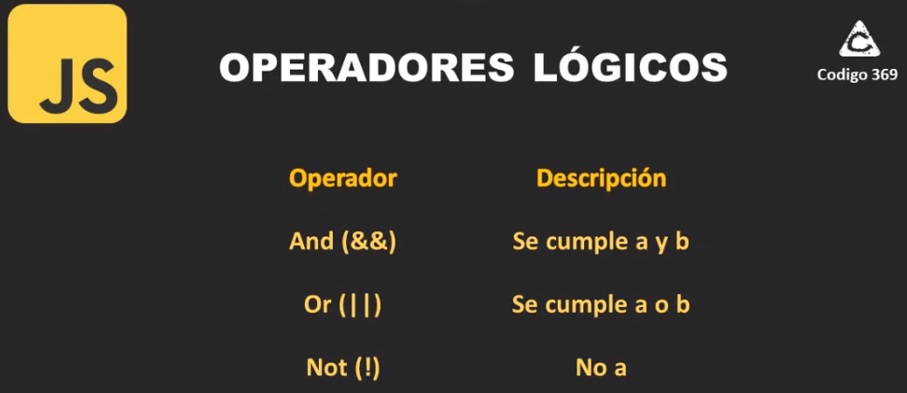 JS
OPERADORES LÓGICOS
Codigo 369
Operador Descripción
And (&&) Se cumple a y b
Or (||) Se cumple a o b
Not (!) No a